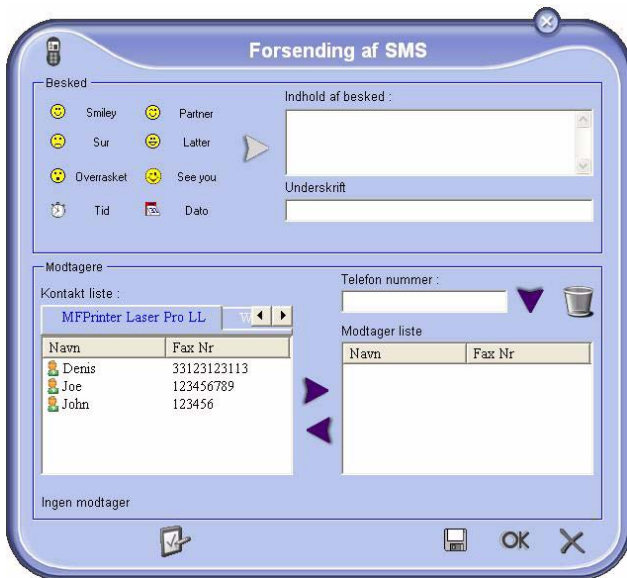 Forsending af SMS
Besked
Smiley Partner
Sur Latter
Overrasket See you
Tid Dato
Indhold af besked :
Underskrift
Modtagere
Kontakt liste :
MFPrinter Laser Pro LL
Navn Fax Nr
Denis 33123123113
Joe 123456789
John 123456
Ingen modtager
Telefon nummer :
Modtager liste
Navn Fax Nr
OK